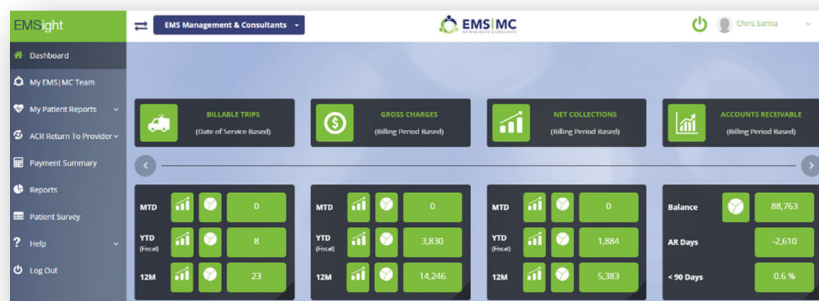 EMSight
EMS Management & Consultants
EMS|MC
Chris Samia
Dashboard
My EMS|MC Team
My Patient Reports
ACR Return To Provider
Payment Summary
Reports
Patient Survey
Help
Log Out
BILLABLE TRIPS
(Date of Service Based)
GROSS CHARGES
(Billing Period Based)
NET COLLECTIONS
(Billing Period Based)
ACCOUNTS RECEIVABLE
(Billing Period Based)
MTD 0
YTD 8
(Fiscal)
12M 23
MTD 0
YTD 3,830
(Fiscal)
12M 14,246
MTD 0
YTD 1,884
(Fiscal)
12M 5,383
Balance 88,763
AR Days -2,610
< 90 Days 0.6 %